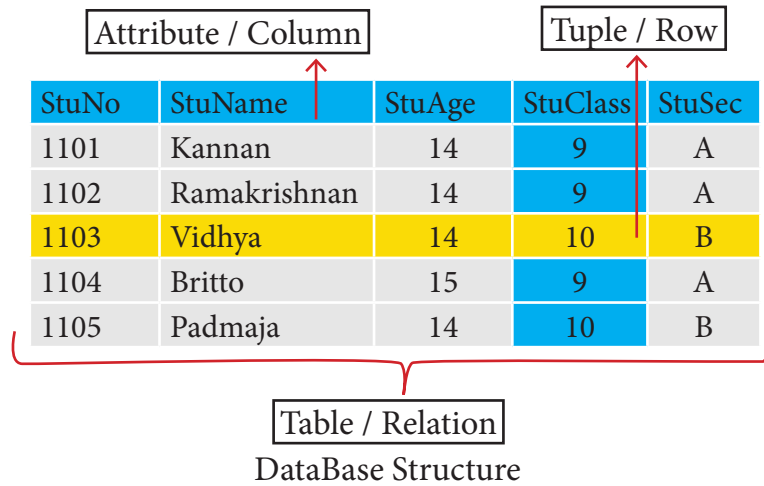 Attribute / Column Tuple / Row
StuNo StuName StuAge StuClass StuSec
1101 Kannan 14 9 A
1102 Ramakrishnan 14 9 A
1103 Vidhya 14 10 B
1104 Britto 15 9 A
1105 Padmaja 14 10 B
Table / Relation
DataBase Structure